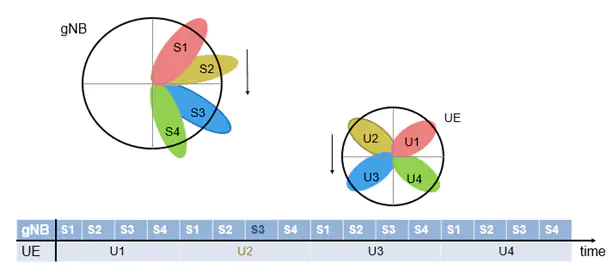 gNB
S1
S2
S3
S4
UE
U2 U1
U3 U4
gNB S1 S2 S3 S4 S1 S2 S3 S4 S1 S2 S3 S4 S1 S2 S3 S4
UE U1 U2 U3 U4 time